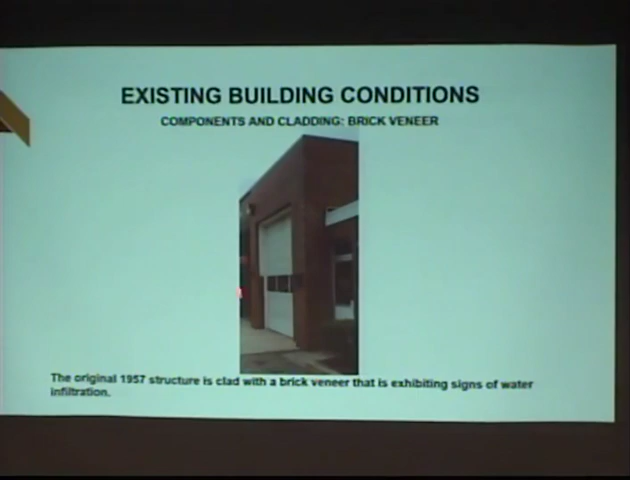 EXISTING BUILDING CONDITIONS
COMPONENTS AND CLADDING: BRICK VENEER
The original 1957 structure is clad with a brick veneer that is exhibiting signs of water
infiltration.